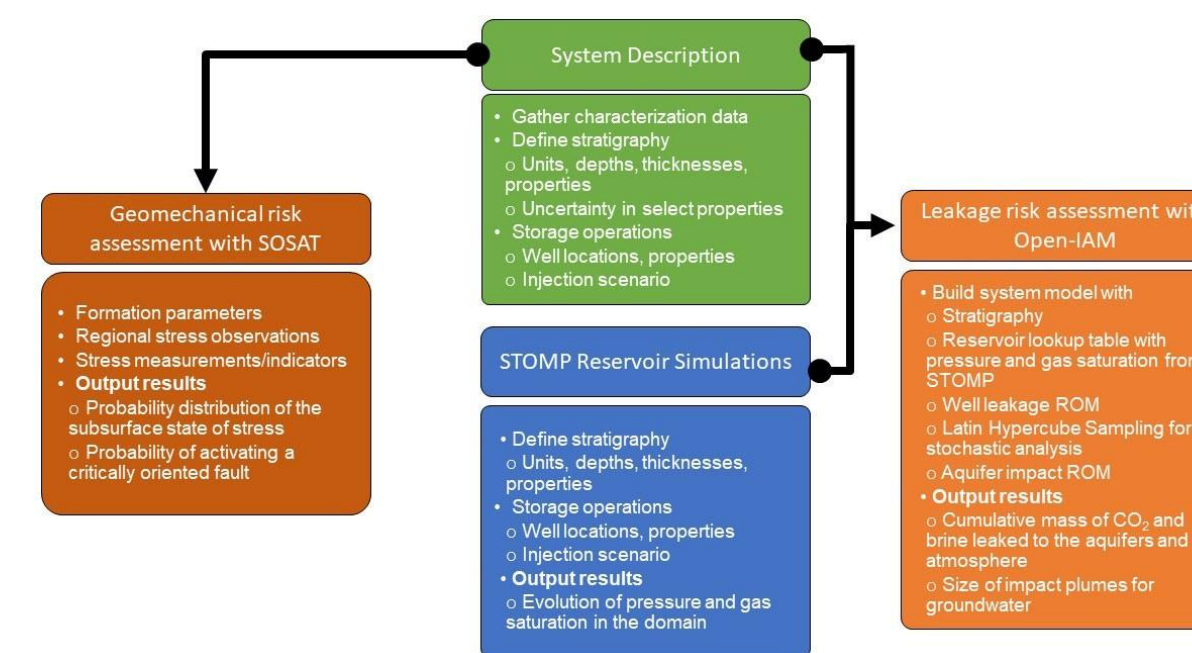 System Description
• Gather characterization data
• Define stratigraphy
o Units, depths, thicknesses,
properties
o Uncertainty in select properties
• Storage operations
o Well locations, properties
o Injection scenario
Geomechanical risk
assessment with SOSAT
• Formation parameters
• Regional stress observations
• Stress measurements/indicators
• Output results
o Probability distribution of the
subsurface state of stress
o Probability of activating a
critically oriented fault
STOMP Reservoir Simulations
• Define stratigraphy
o Units, depths, thicknesses,
properties
• Storage operations
o Well locations, properties
o Injection scenario
• Output results
o Evolution of pressure and gas
saturation in the domain
Leakage risk assessment wit
Open-IAM
• Build system model with
o Stratigraphy
o Reservoir lookup table with
pressure and gas saturation fro
STOMP
o Well leakage ROM
o Latin Hypercube Sampling for
stochastic analysis
o Aquifer impact ROM
• Output results
o Cumulative mass of CO₂ and
brine leaked to the aquifers and
atmosphere
o Size of impact plumes for
groundwater